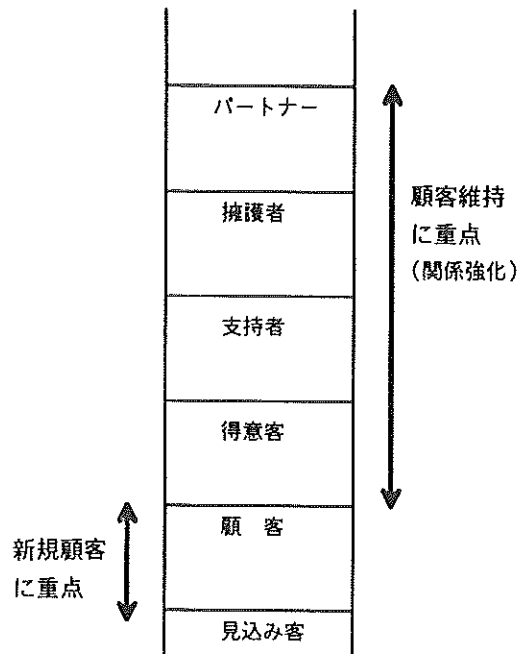 パートナー
擁護者
支持者
得意客
顧 客
見込み客
顧客維持
に重点
(関係強化)
新規顧客
に重点